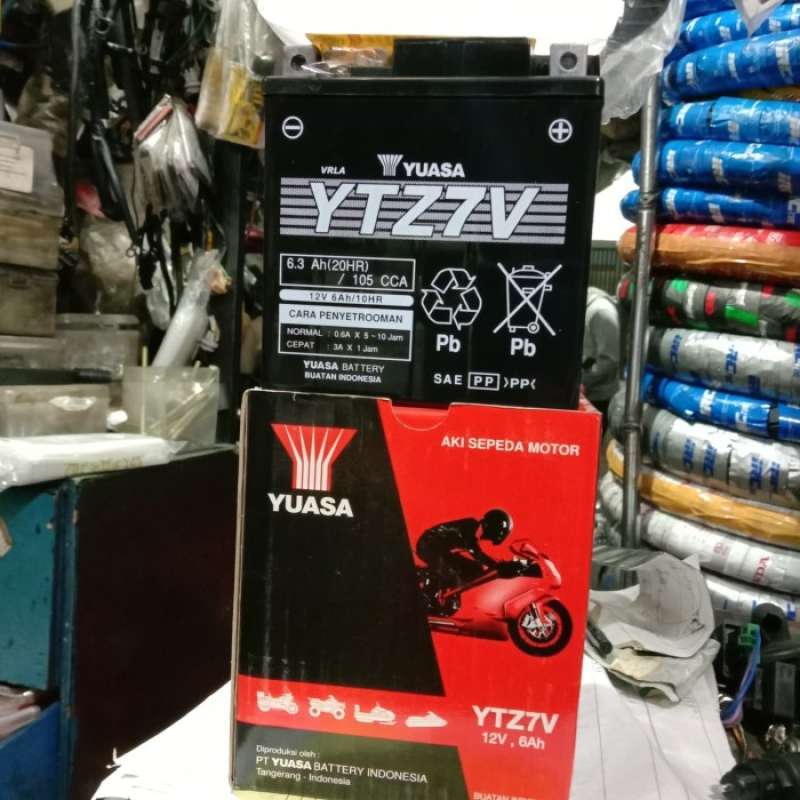 VRLA YUASA
YTZ7V
6.3 Ah(20HR)
/ 105 CCA
12V 6Ah/10HR
CARA PENYETROOMAN
NORMAL : 0.6A X 5 ~ 10 Jam
CEPAT : 3A X 1 Jam
YUASA BATTERY
BUATAN INDONESIA
Pb
Pb
SAE PP >PP<
AKI SEPEDA MOTOR
YUASA
YTZ7V
12V , 6Ah
Diproduksi oleh :
PT YUASA BATTERY INDONESIA
Tangerang - Indonesia